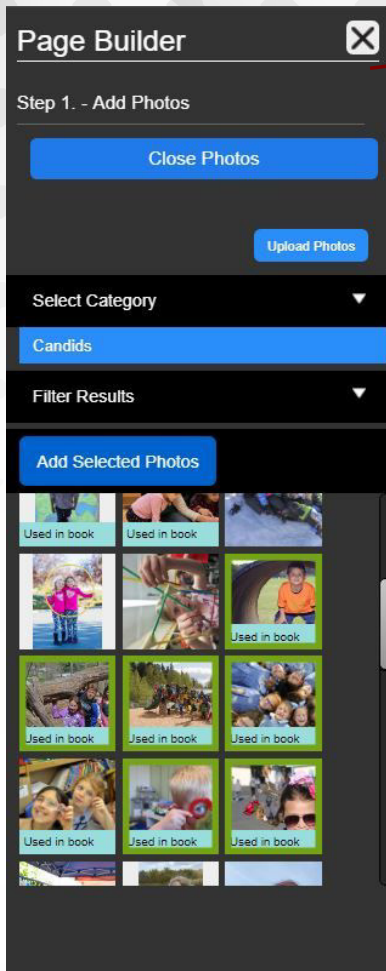 Page Builder
Step 1. - Add Photos
Close Photos
Upload Photos
Select Category
Candids
Filter Results
Add Selected Photos
Used in book
Used in book
Used in book
Used in book
Used in book
Used in book
Used in book
Used in book
Used in book